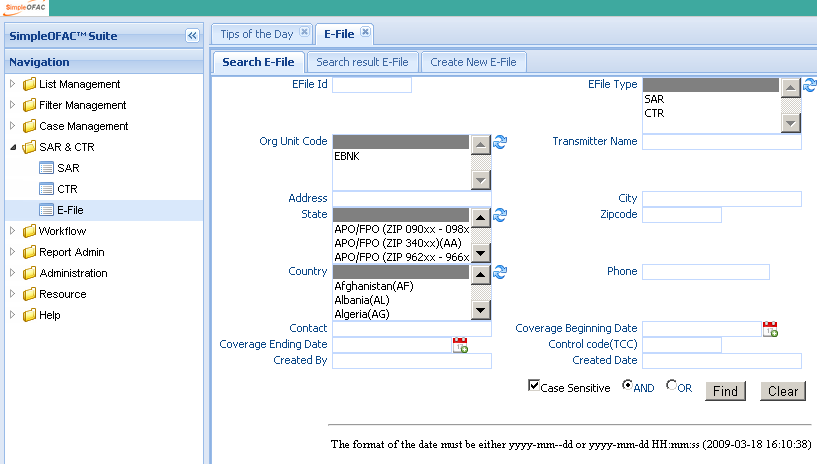 SimpleOFAC
SimpleOFAC™ Suite
Navigation
List Management
Filter Management
Case Management
SAR & CTR
SAR
CTR
E-File
Workflow
Report Admin
Administration
Resource
Help
Tips of the Day E-File
Search E-File Search result E-File Create New E-File
EFile Id EFile Type
SAR
CTR
Org Unit Code Transmitter Name
EBNK
Address City
State Zipcode
APO/FPO (ZIP 090xx - 098x
APO/FPO (ZIP 340xx)(AA)
APO/FPO (ZIP 962xx - 966x
Country Phone
Afghanistan(AF)
Albania(AL)
Algeria(AG)
Contact Coverage Beginning Date
Coverage Ending Date Control code(TCC)
Created By Created Date
Case Sensitive AND OR Find Clear
The format of the date must be either yyyy-mm--dd or yyyy-mm-dd HH:mm:ss (2009-03-18 16:10:38)